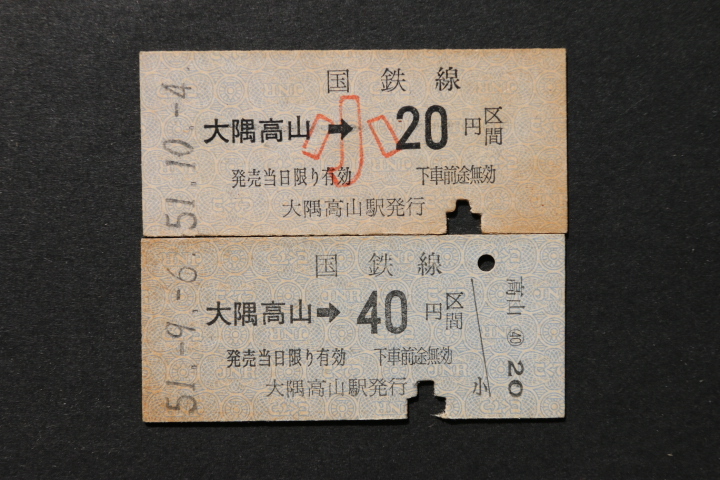 51.10.-4.
国鉄線
小
大隅高山→20円区間
発売当日限り有効 下車前途無効
大隅高山駅発行
51.-9.-6.
国鉄線
大隅高山→40円区間
発売当日限り有効 下車前途無効
大隅高山駅発行
高山 ㊵ 20
小